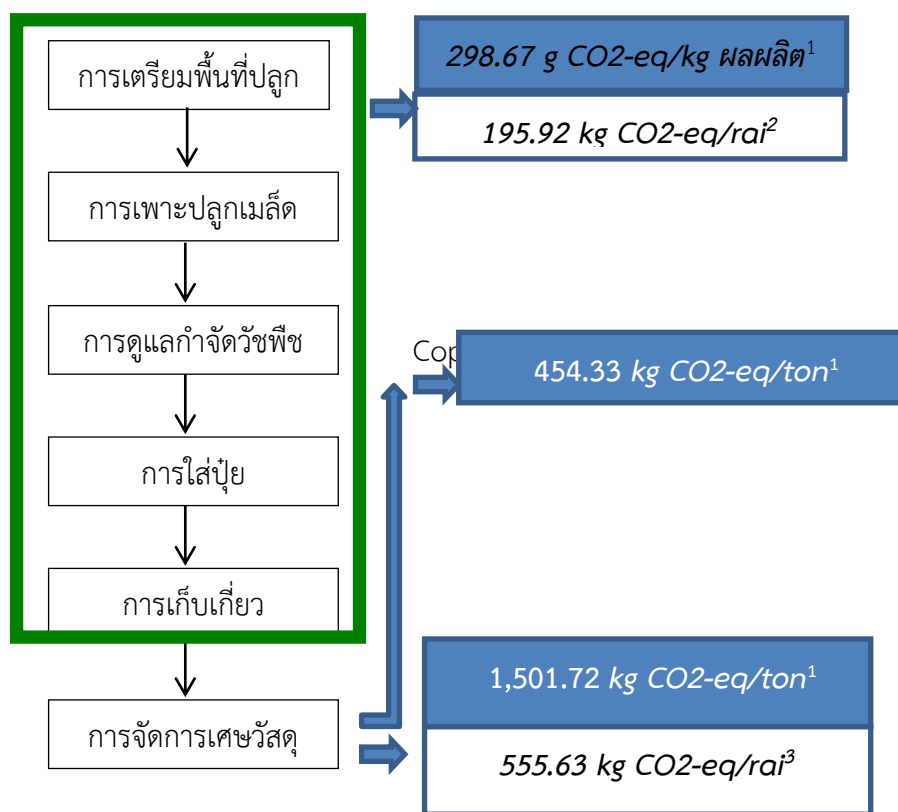 การเตรียมพื้นที่ปลูก
298.67 g CO2-eq/kg ผลผลิต¹
195.92 kg CO2-eq/rai²
การเพาะปลูกเมล็ด
การดูแลกำจัดวัชพืช
Cop
454.33 kg CO2-eq/ton¹
การใส่ปุ๋ย
การเก็บเกี่ยว
1,501.72 kg CO2-eq/ton¹
การจัดการเศษวัสดุ
555.63 kg CO2-eq/rai³